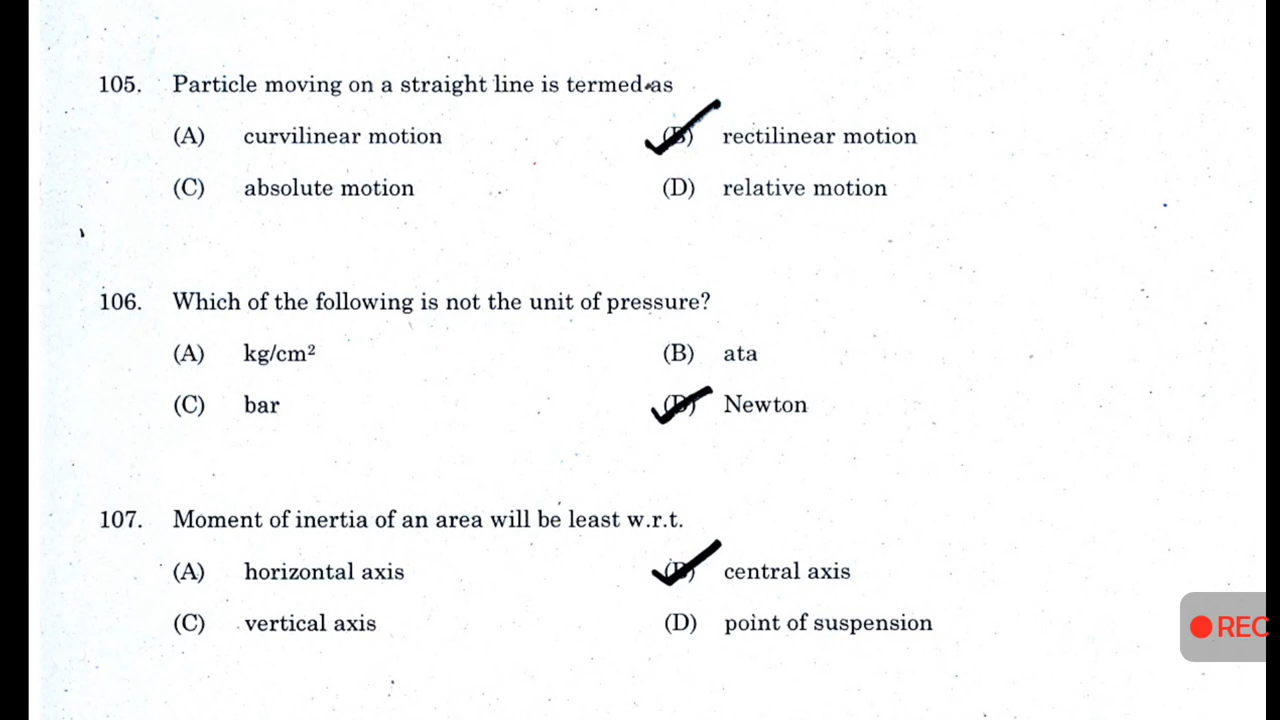 105. Particle moving on a straight line is termed as
(A) curvilinear motion (B) rectilinear motion
(C) absolute motion (D) relative motion
106. Which of the following is not the unit of pressure?
(A) kg/cm² (B) ata
(C) bar (D) Newton
107. Moment of inertia of an area will be least w.r.t.
(A) horizontal axis (B) central axis
(C) vertical axis (D) point of suspension
REC